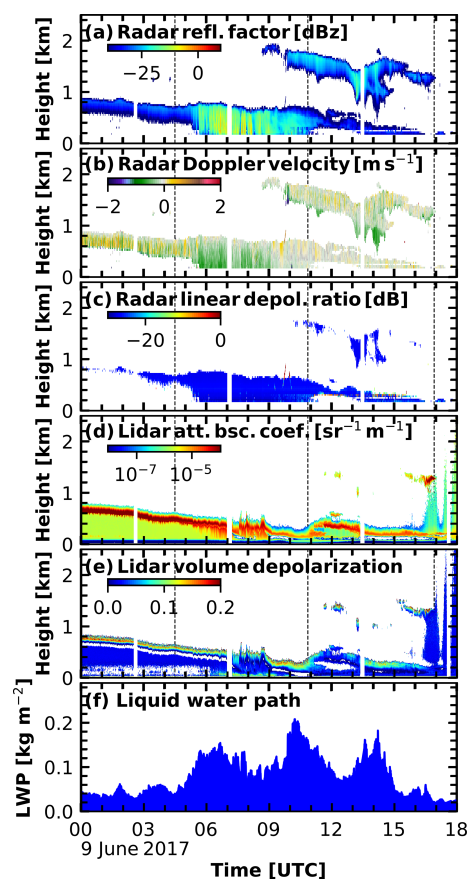 (a) Radar refl. factor [dBz]
−25 0
2
1
0
Height [km]
(b) Radar Doppler velocity [m s⁻¹]
−2 0 2
2
1
0
Height [km]
(c) Radar linear depol. ratio [dB]
−20 0
2
1
0
Height [km]
(d) Lidar att. bsc. coef. [sr⁻¹ m⁻¹]
10⁻⁷ 10⁻⁵
2
1
0
Height [km]
(e) Lidar volume depolarization
0.0 0.1 0.2
2
1
0
Height [km]
(f) Liquid water path
0.2
0.1
0.0
LWP [kg m⁻²]
00 03 06 09 12 15 18
9 June 2017
Time [UTC]